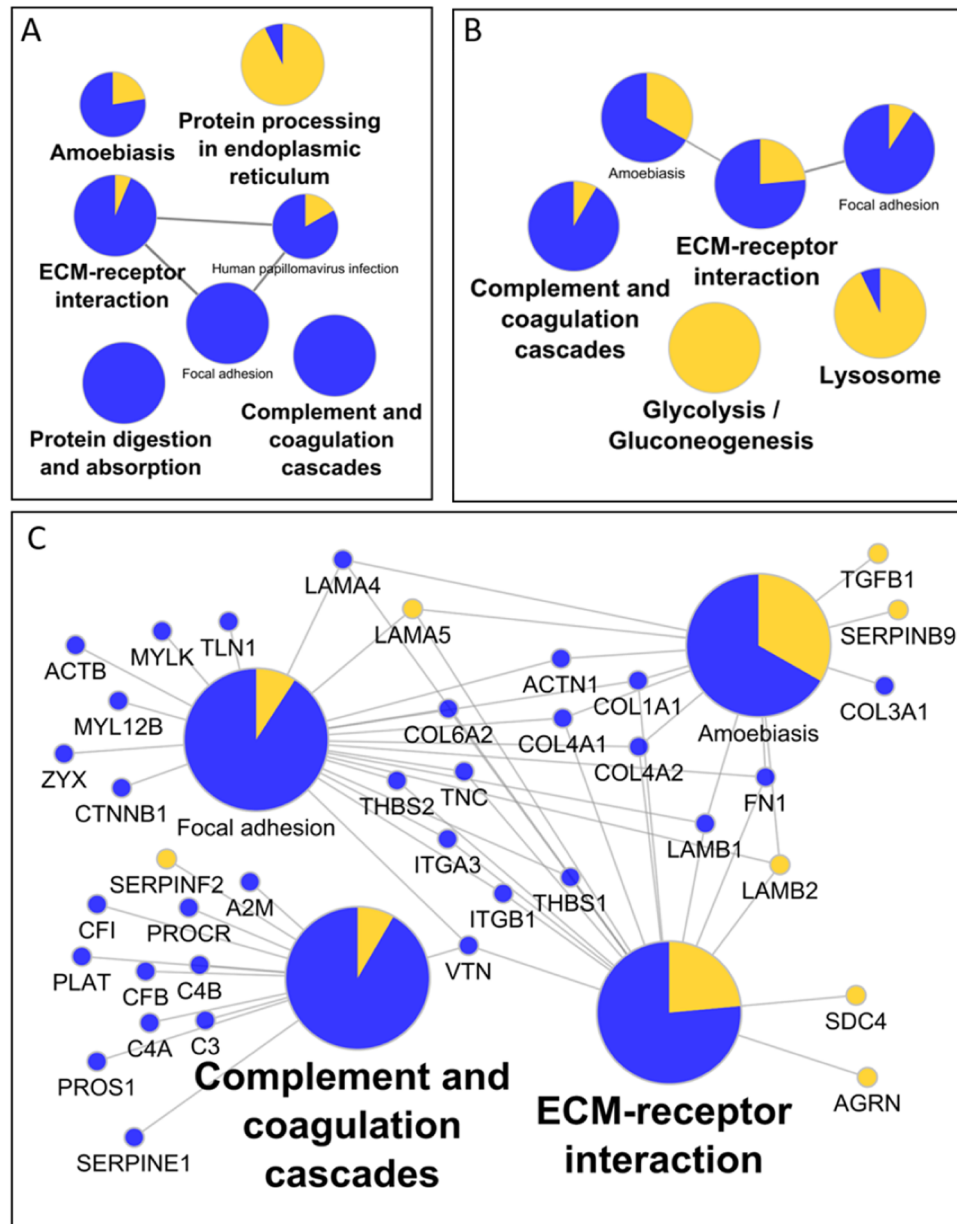 A
Amoebiasis
Protein processing
in endoplasmic
reticulum
ECM-receptor
interaction
Human papillomavirus infection
Focal adhesion
Protein digestion
and absorption
Complement and
coagulation
cascades
B
Amoebiasis
Focal adhesion
ECM-receptor
interaction
Complement and
coagulation
cascades
Lysosome
Glycolysis /
Gluconeogenesis
C
LAMA4
TGFB1
LAMA5
SERPINB9
TLN1
MYLK
ACTB
ACTN1
COL1A1
COL3A1
MYL12B
COL6A2
COL4A1
Amoebiasis
COL4A2
ZYX
CTNNB1
THBS2
TNC
FN1
Focal adhesion
ITGA3
LAMB1
SERPINF2
A2M
THBS1
LAMB2
CFI
PROCR
ITGB1
PLAT
CFB
C4B
VTN
C4A
C3
SDC4
PROS1
AGRN
Complement and
coagulation
cascades
ECM-receptor
interaction
SERPINE1